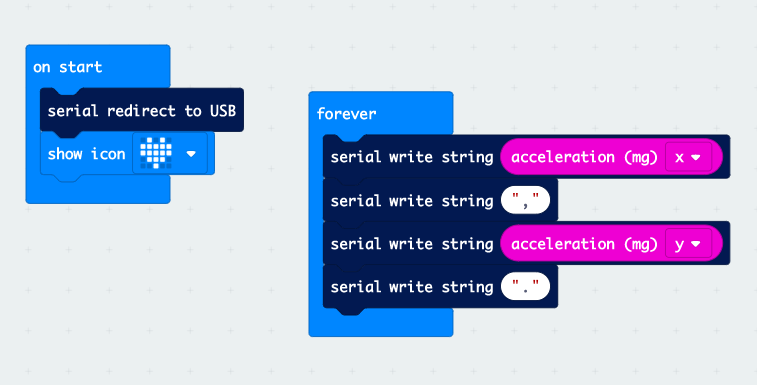 on start
serial redirect to USB
show icon
forever
serial write string acceleration (mg) x
serial write string ","
serial write string acceleration (mg) y
serial write string "."